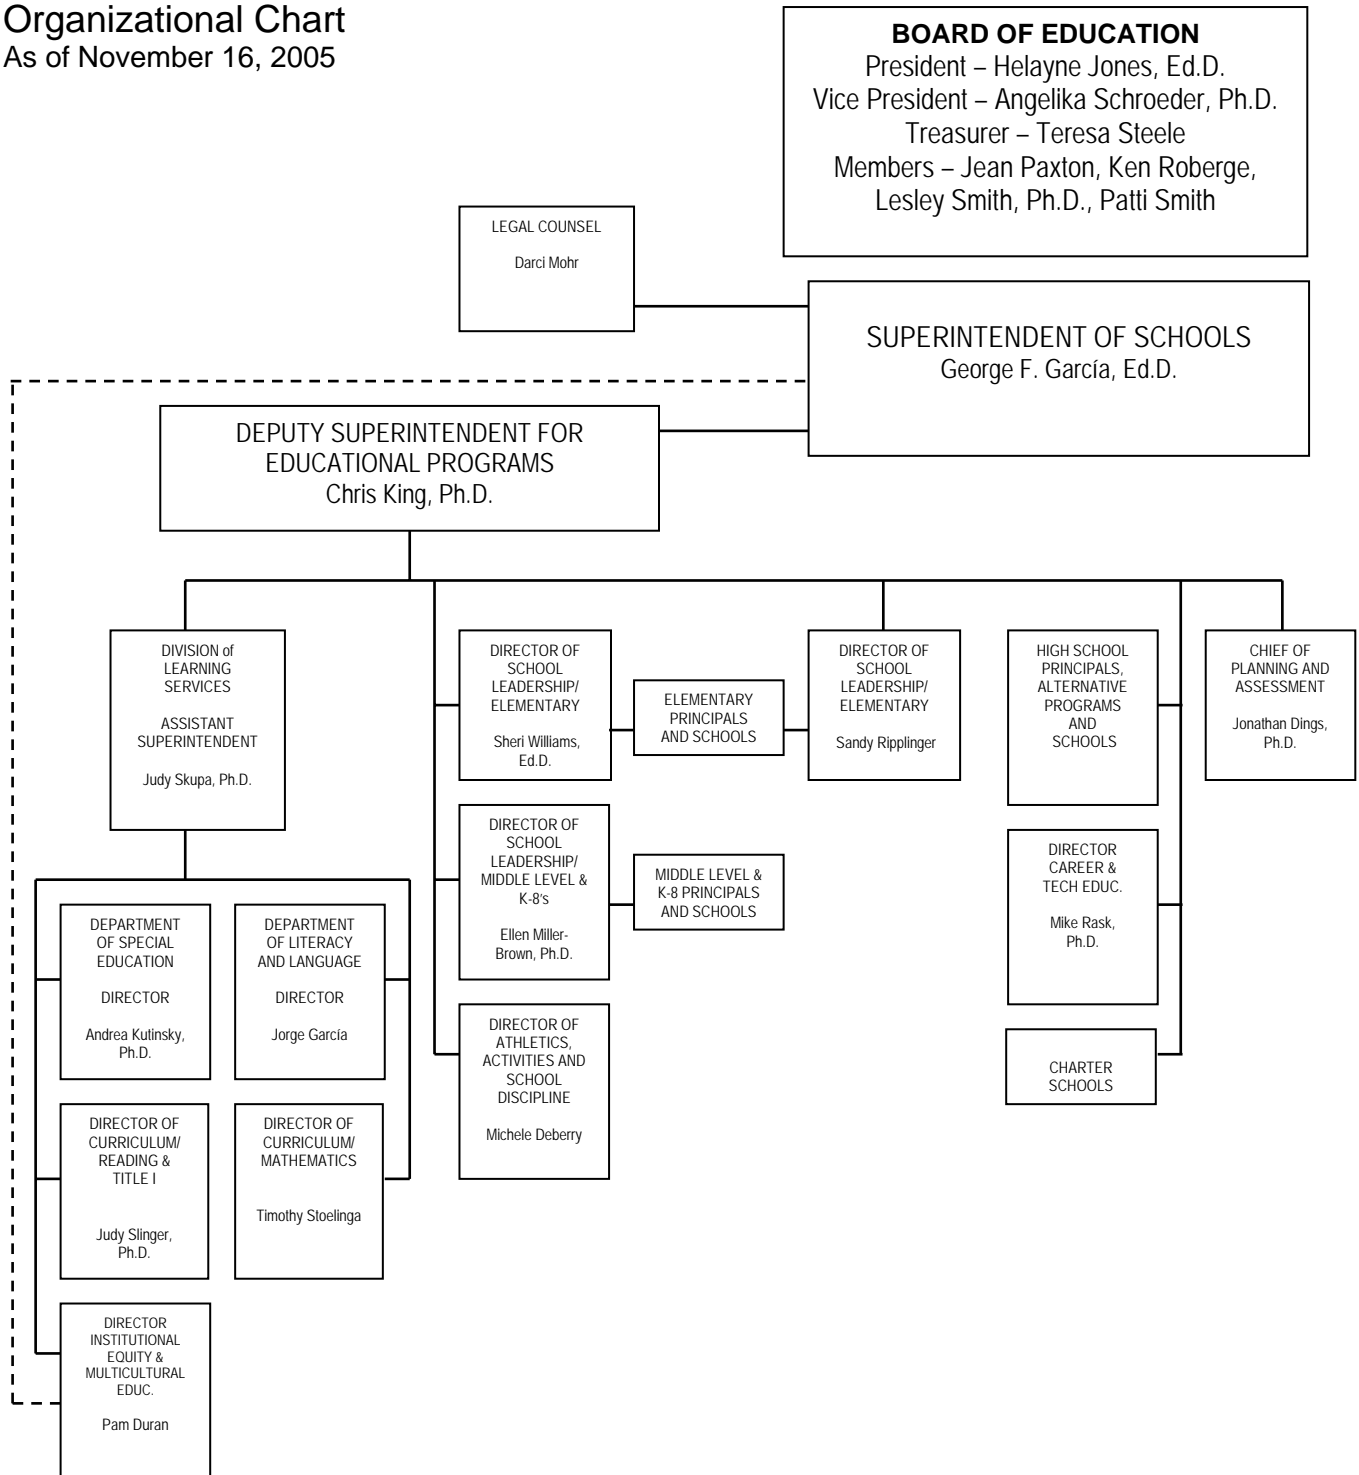 Organizational Chart
As of November 16, 2005
BOARD OF EDUCATION
President – Helayne Jones, Ed.D.
Vice President – Angelika Schroeder, Ph.D.
Treasurer – Teresa Steele
Members – Jean Paxton, Ken Roberge,
Lesley Smith, Ph.D., Patti Smith
LEGAL COUNSEL
Darci Mohr
SUPERINTENDENT OF SCHOOLS
George F. García, Ed.D.
DEPUTY SUPERINTENDENT FOR
EDUCATIONAL PROGRAMS
Chris King, Ph.D.
DIVISION of
LEARNING
SERVICES
ASSISTANT
SUPERINTENDENT
Judy Skupa, Ph.D.
DIRECTOR OF
SCHOOL
LEADERSHIP/
ELEMENTARY
Sheri Williams,
Ed.D.
ELEMENTARY
PRINCIPALS
AND SCHOOLS
DIRECTOR OF
SCHOOL
LEADERSHIP/
ELEMENTARY
Sandy Ripplinger
HIGH SCHOOL
PRINCIPALS,
ALTERNATIVE
PROGRAMS
AND
SCHOOLS
CHIEF OF
PLANNING AND
ASSESSMENT
Jonathan Dings,
Ph.D.
DIRECTOR OF
SCHOOL
LEADERSHIP/
MIDDLE LEVEL &
K-8's
Ellen Miller-
Brown, Ph.D.
MIDDLE LEVEL &
K-8 PRINCIPALS
AND SCHOOLS
DIRECTOR
CAREER &
TECH EDUC.
Mike Rask,
Ph.D.
DEPARTMENT
OF SPECIAL
EDUCATION
DIRECTOR
Andrea Kutinsky,
Ph.D.
DEPARTMENT
OF LITERACY
AND LANGUAGE
DIRECTOR
Jorge García
DIRECTOR OF
ATHLETICS,
ACTIVITIES AND
SCHOOL
DISCIPLINE
Michele Deberry
CHARTER
SCHOOLS
DIRECTOR OF
CURRICULUM/
READING &
TITLE I
Judy Slinger,
Ph.D.
DIRECTOR OF
CURRICULUM/
MATHEMATICS
Timothy Stoelinga
DIRECTOR
INSTITUTIONAL
EQUITY &
MULTICULTURAL
EDUC.
Pam Duran